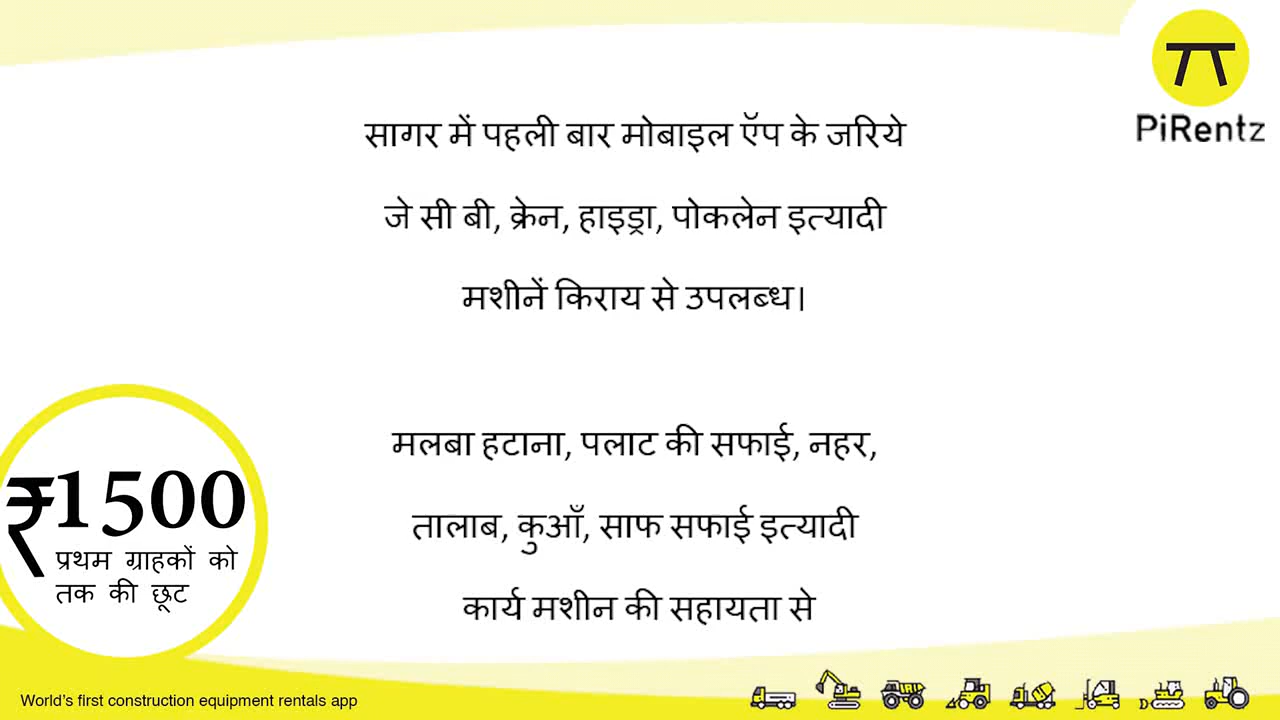 PiRentz
सागर में पहली बार मोबाइल ऍप के जरिये
जे सी बी, क्रेन, हाइड्रा, पोकलेन इत्यादी
मशीनें किराय से उपलब्ध।
मलबा हटाना, पलाट की सफाई, नहर,
तालाब, कुआँ, साफ सफाई इत्यादी
कार्य मशीन की सहायता से
₹1500
प्रथम ग्राहकों को
तक की छूट
World's first construction equipment rentals app